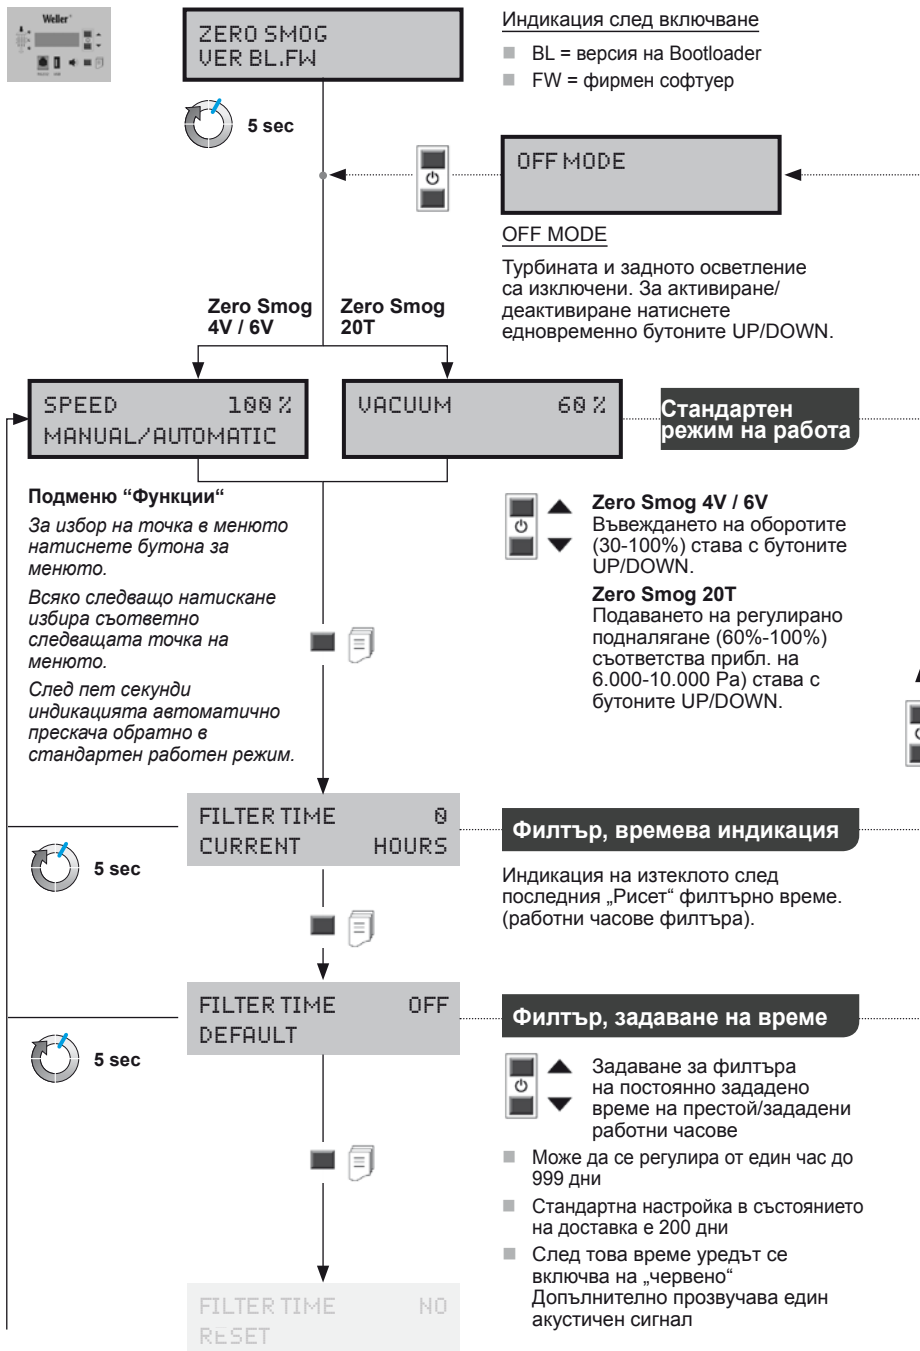 Weller
ZERO SMOG
VER BL.FW
5 sec
Индикация след включване
BL = версия на Bootloader
FW = фирмен софтуер
OFF MODE
OFF MODE
Турбината и задното осветление
са изключени. За активиране/
деактивиране натиснете
едновременно бутоните UP/DOWN.
Zero Smog
4V / 6V
Zero Smog
20T
SPEED 100 %
MANUAL/AUTOMATIC
VACUUM 60 %
Стандартен
режим на работа
Подменю “Функции“
За избор на точка в менюто
натиснете бутона за
менюто.
Всяко следващо натискане
избира съответно
следващата точка на
менюто.
След пет секунди
индикацията автоматично
прескача обратно в
стандартен работен режим.
Zero Smog 4V / 6V
Въвеждането на оборотите
(30-100%) става с бутоните
UP/DOWN.
Zero Smog 20T
Подаването на регулирано
подналягане (60%-100%)
съответства прибл. на
6.000-10.000 Pa) става с
бутоните UP/DOWN.
FILTER TIME 0
CURRENT HOURS
5 sec
Филтър, времева индикация
Индикация на изтеклото след
последния „Рисет“ филтърно време.
(работни часове филтъра).
FILTER TIME OFF
DEFAULT
5 sec
Филтър, задаване на време
Задаване за филтъра
на постоянно зададено
време на престой/зададени
работни часове
Може да се регулира от един час до
999 дни
Стандартна настройка в състоянието
на доставка е 200 дни
След това време уредът се
включва на „червено“
Допълнително прозвучава един
акустичен сигнал
FILTER TIME NO
RESET